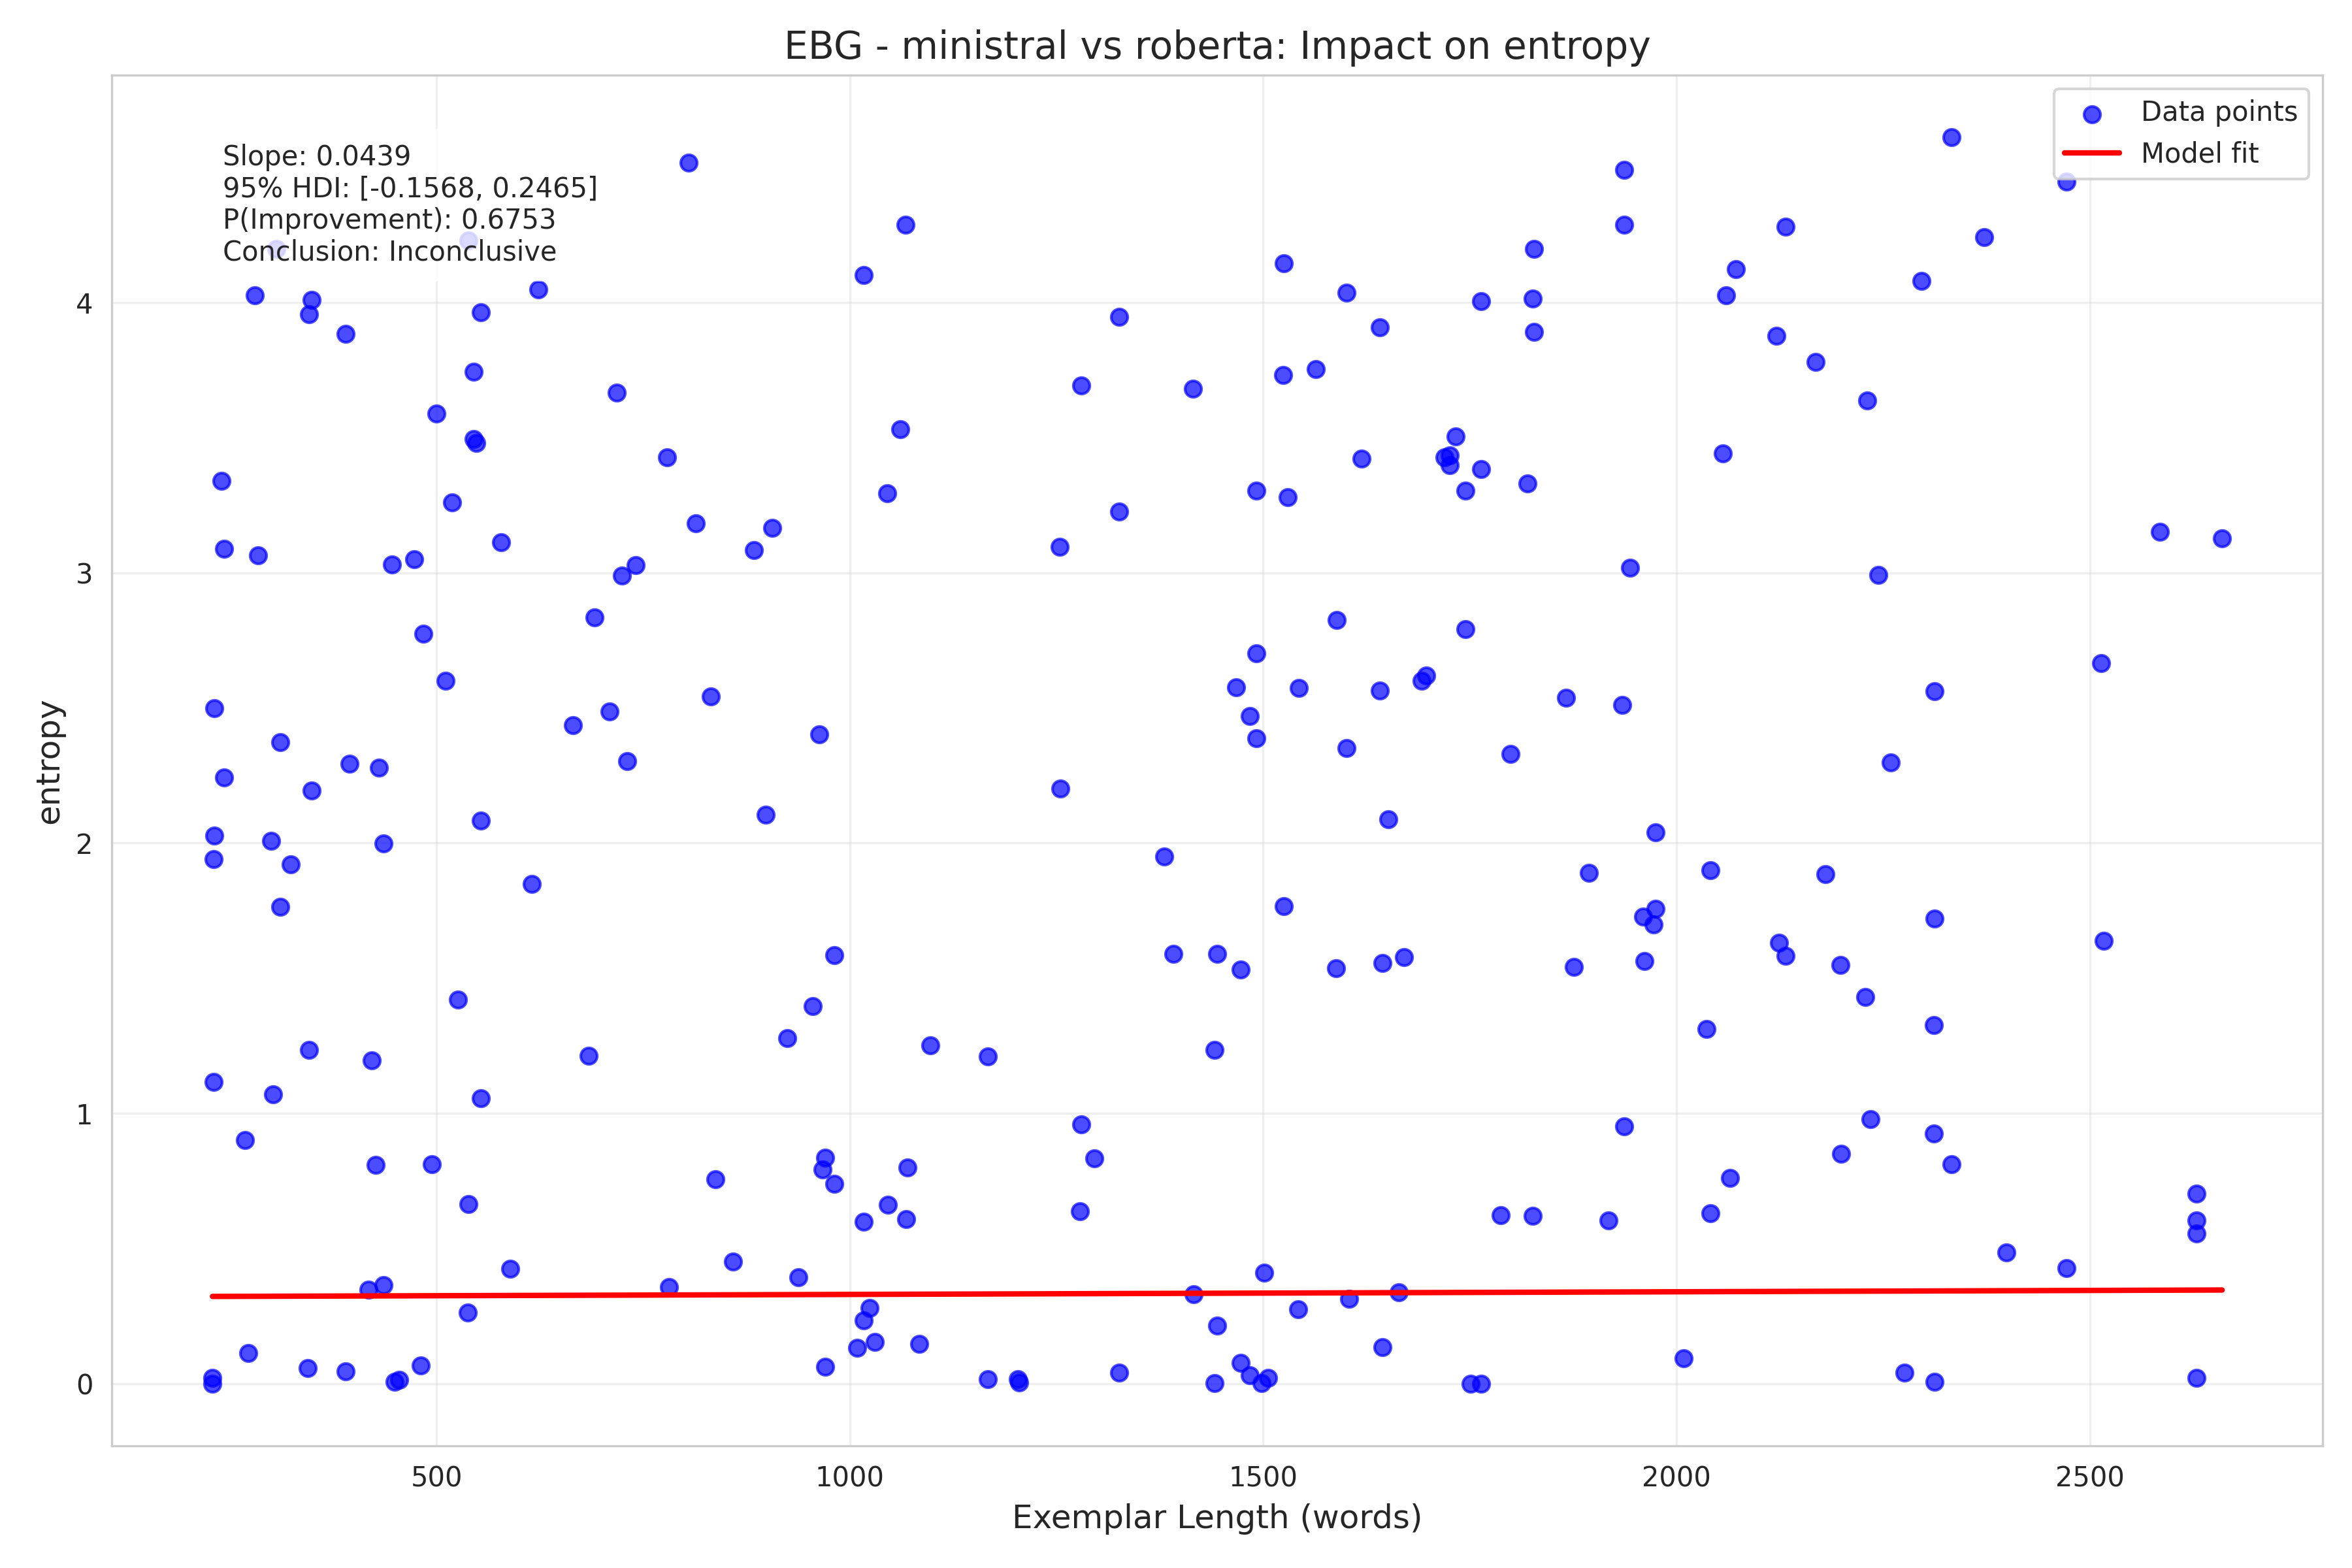 EBG - ministral vs roberta: Impact on entropy
Data points
Model fit
Slope: 0.0439
95% HDI: [-0.1568, 0.2465]
P(Improvement): 0.6753
Conclusion: Inconclusive
entropy
4
3
2
1
0
500
1000
1500
2000
2500
Exemplar Length (words)